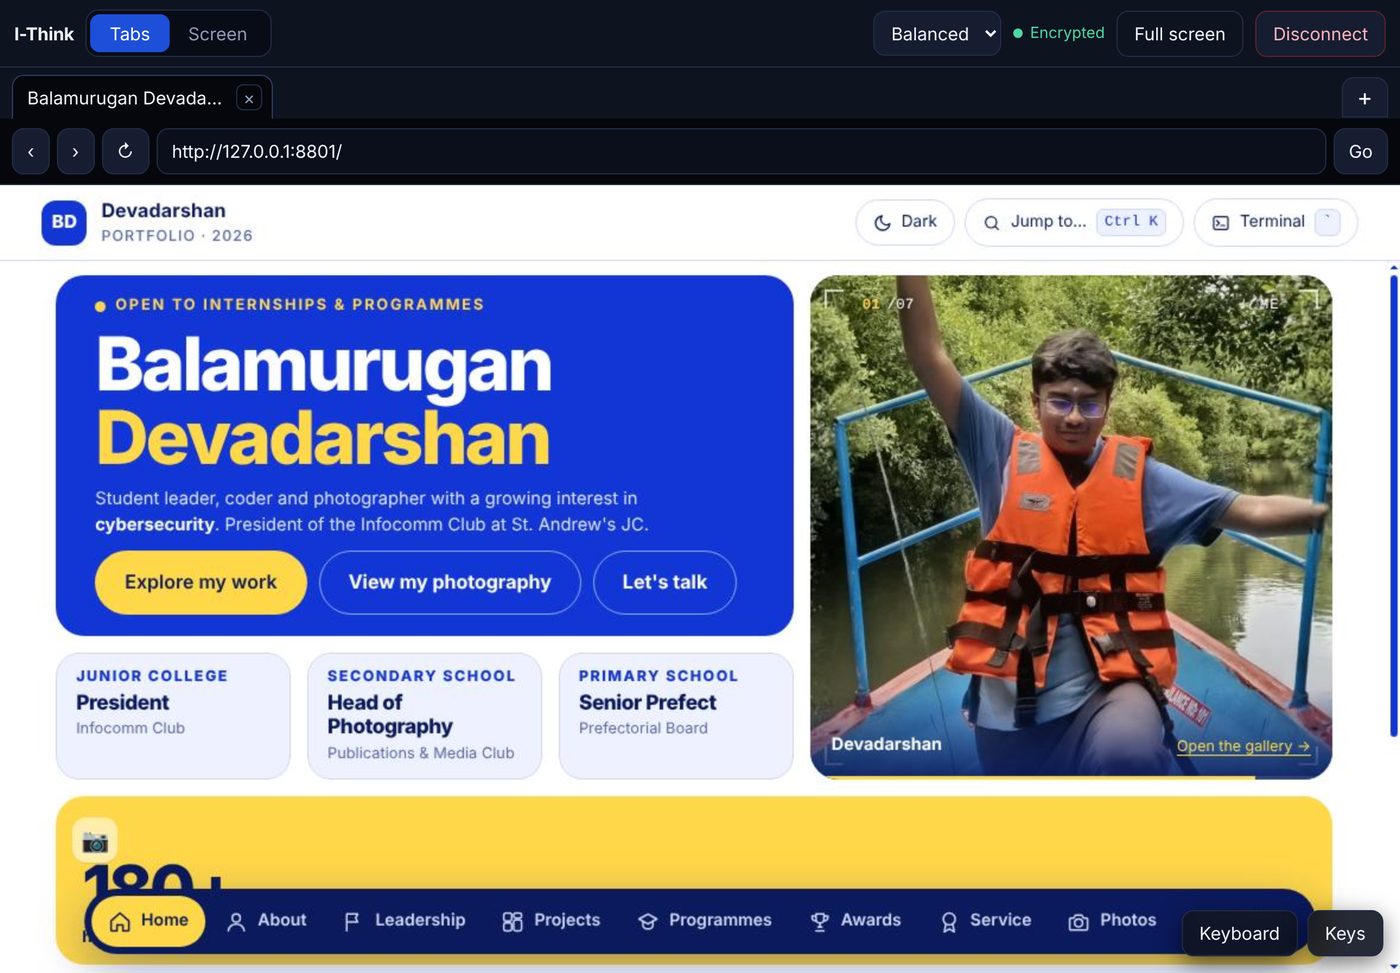 I-Think
Tabs
Screen
Balanced
Encrypted
Full screen
Disconnect
Balamurugan Devada...
×
+
http://127.0.0.1:8801/
Go
BD
Devadarshan
PORTFOLIO · 2026
Dark
Jump to...
Ctrl K
Terminal
`
OPEN TO INTERNSHIPS & PROGRAMMES
Balamurugan
Devadarshan
Student leader, coder and photographer with a growing interest in
cybersecurity. President of the Infocomm Club at St. Andrew's JC.
Explore my work
View my photography
Let's talk
01 /07
/ME
Devadarshan
Open the gallery →
JUNIOR COLLEGE
President
Infocomm Club
SECONDARY SCHOOL
Head of
Photography
Publications & Media Club
PRIMARY SCHOOL
Senior Prefect
Prefectorial Board
180+
Home
About
Leadership
Projects
Programmes
Awards
Service
Photos
Keyboard
Keys